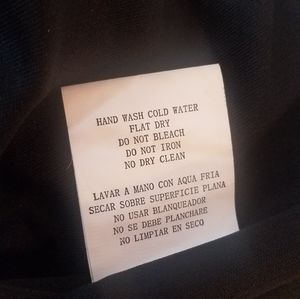 HAND WASH COLD WATER
FLAT DRY
DO NOT BLEACH
DO NOT IRON
NO DRY CLEAN
LAVAR A MANO CON AQUA FRIA
SECAR SOBRE SUPERFICIE PLANA
NO USAR BLANQUEADOR
NO SE DEBE PLANCHARE
NO LIMPIAR EN SECO